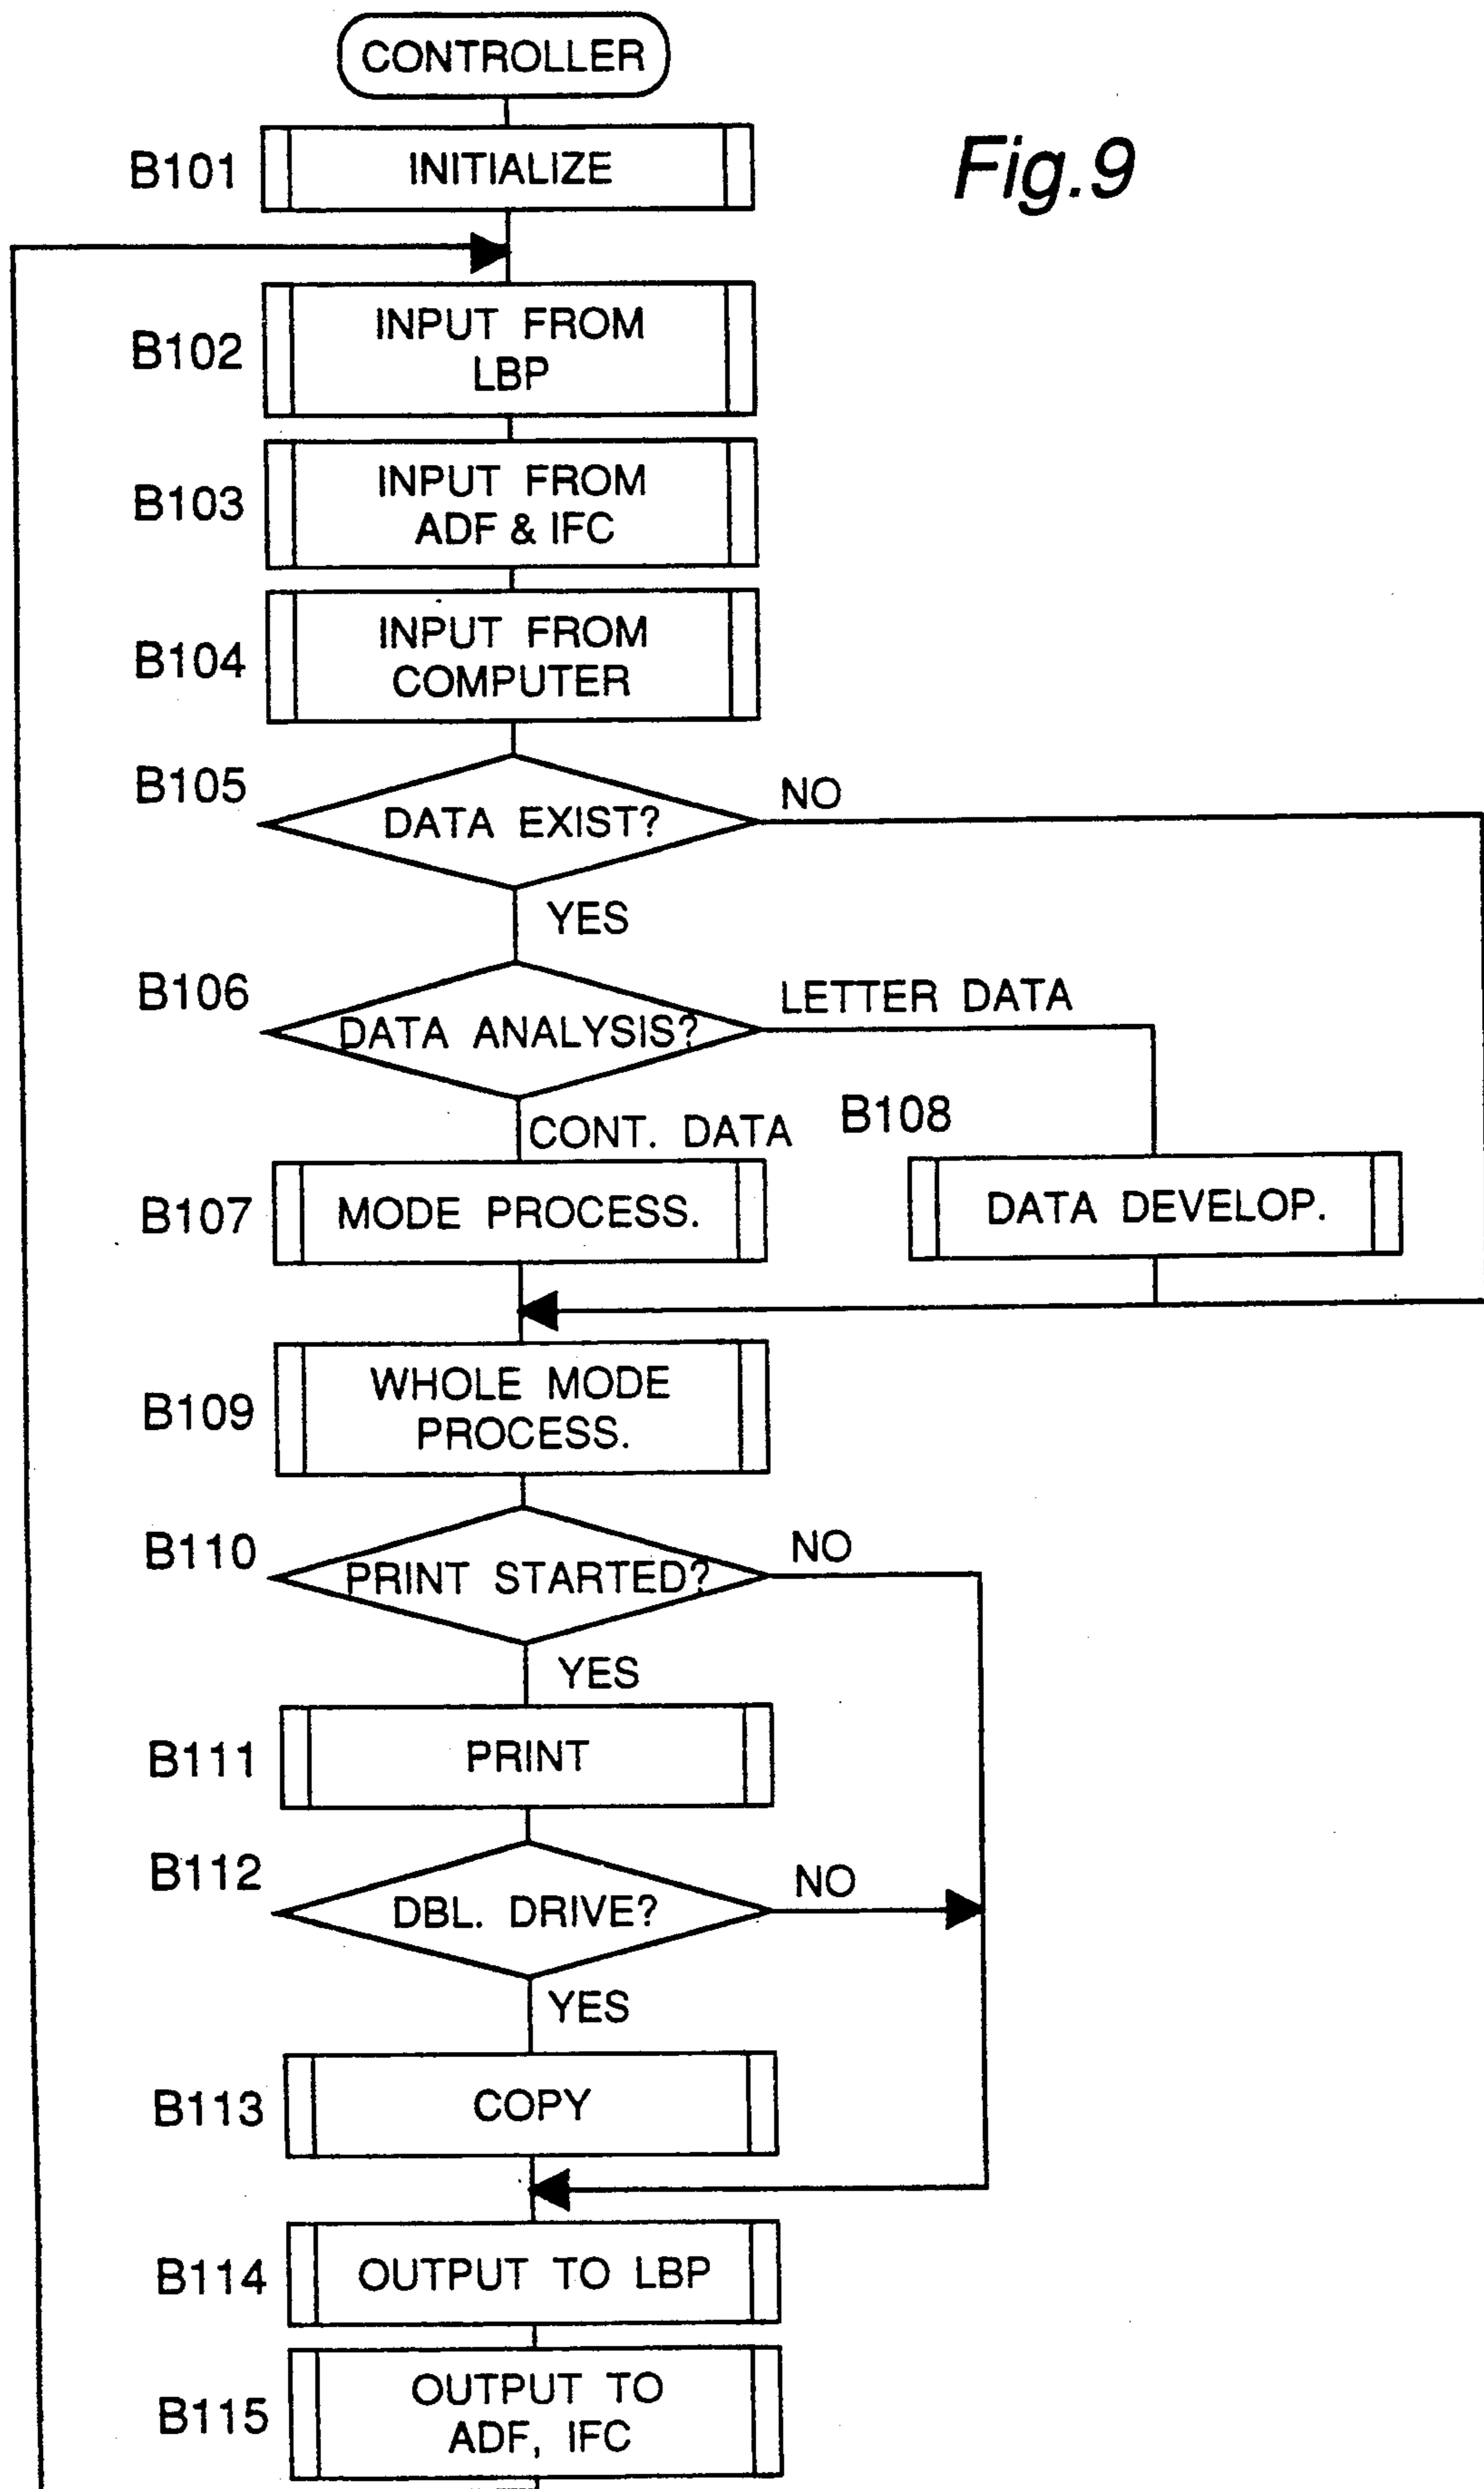 CONTROLLER
Fig.9
B101
INITIALIZE
B102
INPUT FROM
LBP
B103
INPUT FROM
ADF & IFC
B104
INPUT FROM
COMPUTER
B105
DATA EXIST?
NO
YES
B106
DATA ANALYSIS?
LETTER DATA
CONT. DATA
B108
B107
MODE PROCESS.
DATA DEVELOP.
B109
WHOLE MODE
PROCESS.
B110
PRINT STARTED?
NO
YES
B111
PRINT
B112
DBL. DRIVE?
NO
YES
B113
COPY
B114
OUTPUT TO LBP
B115
OUTPUT TO
ADF, IFC